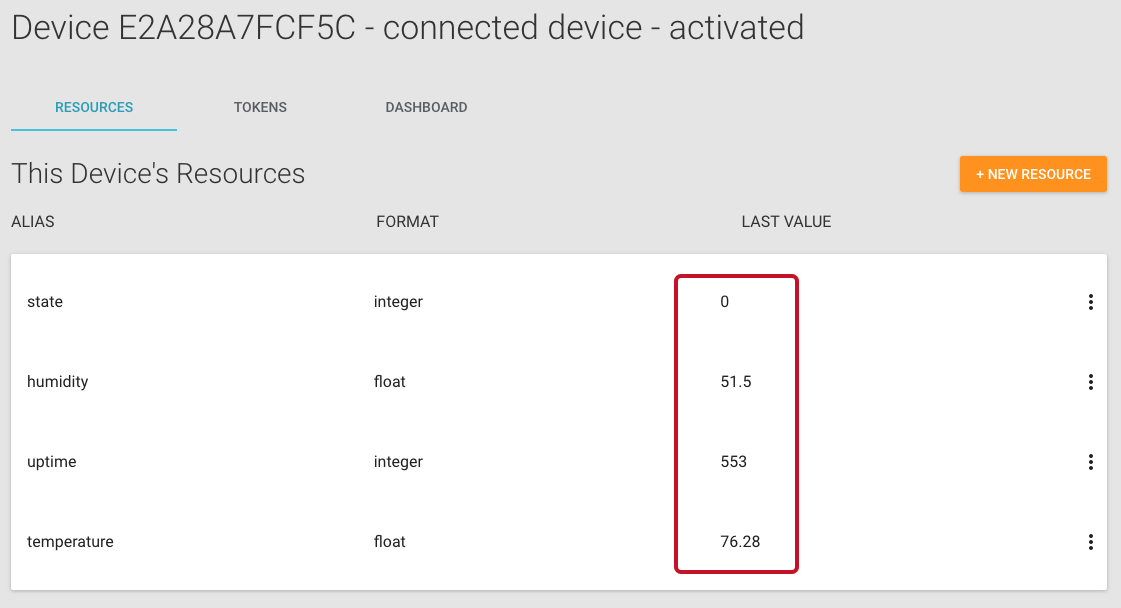 Device E2A28A7FCF5C - connected device - activated
RESOURCES TOKENS DASHBOARD
This Device's Resources + NEW RESOURCE
ALIAS FORMAT LAST VALUE
state integer 0
humidity float 51.5
uptime integer 553
temperature float 76.28